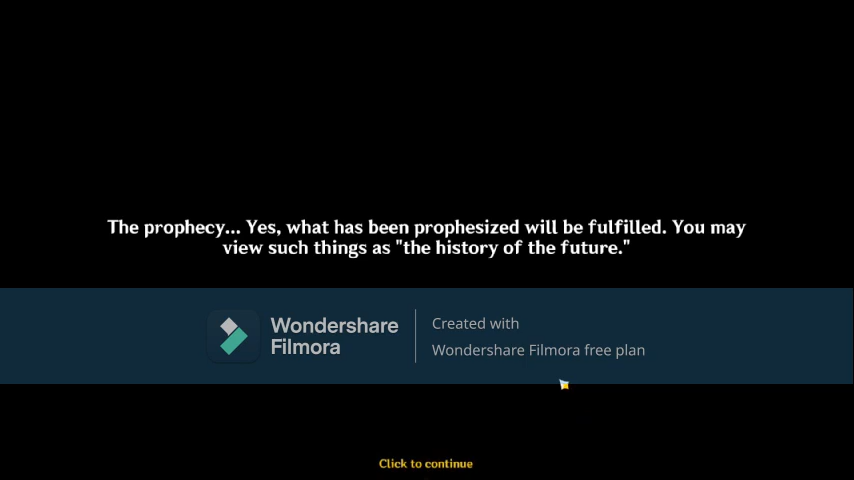 The prophecy... Yes, what has been prophesized will be fulfilled. You may
view such things as "the history of the future."
Wondershare
Filmora
Created with
Wondershare Filmora free plan
Click to continue